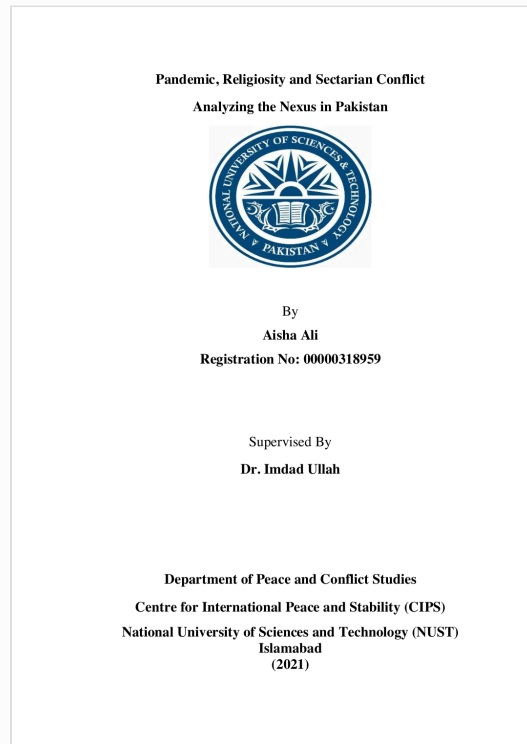 Pandemic, Religiosity and Sectarian Conflict
Analyzing the Nexus in Pakistan
NATIONAL UNIVERSITY OF SCIENCES & TECHNOLOGY
PAKISTAN
By
Aisha Ali
Registration No: 00000318959
Supervised By
Dr. Imdad Ullah
Department of Peace and Conflict Studies
Centre for International Peace and Stability (CIPS)
National University of Sciences and Technology (NUST)
Islamabad
(2021)